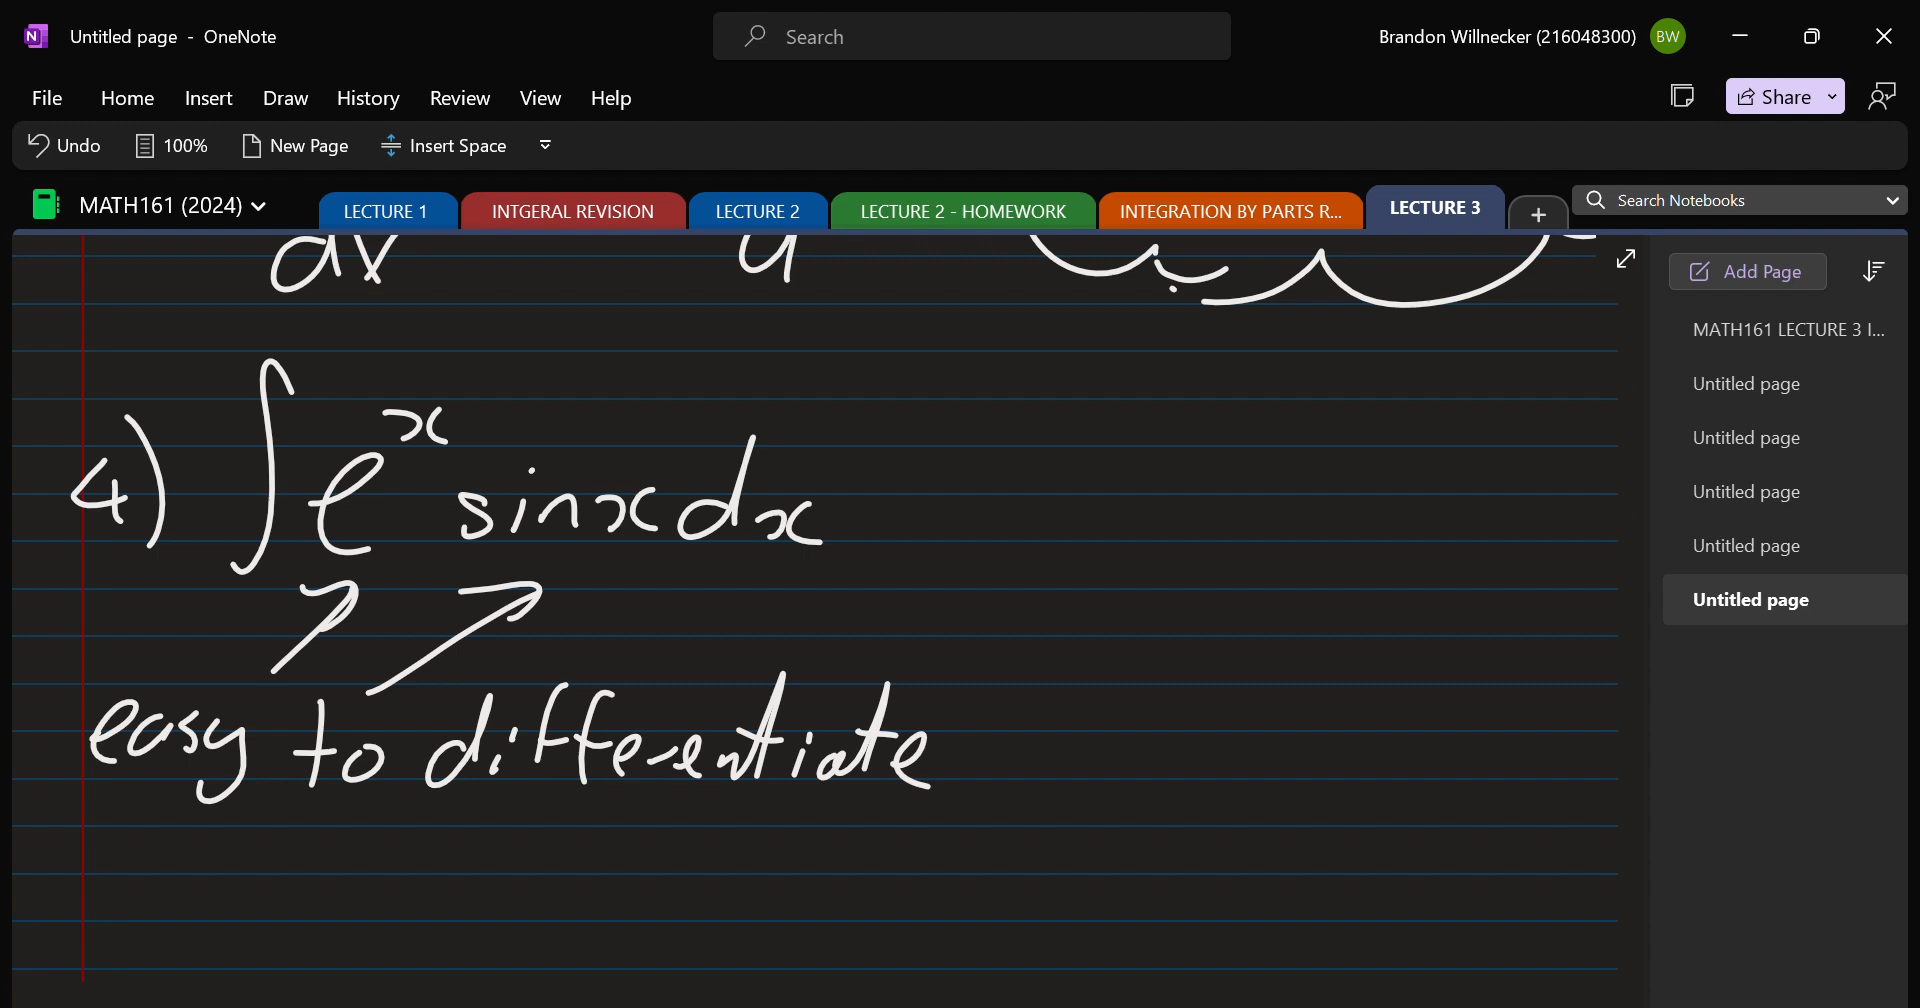 Untitled page - OneNote
Search
Brandon Willnecker (216048300) BW
File Home Insert Draw History Review View Help
Share
Undo 100% New Page Insert Space
MATH161 (2024)
LECTURE 1 INTGERAL REVISION LECTURE 2 LECTURE 2 - HOMEWORK INTEGRATION BY PARTS R... LECTURE 3 +
Search Notebooks
Add Page
MATH161 LECTURE 3 I...
Untitled page
Untitled page
Untitled page
Untitled page
Untitled page
4) ∫ eˣ sinx dx
easy to differentiate